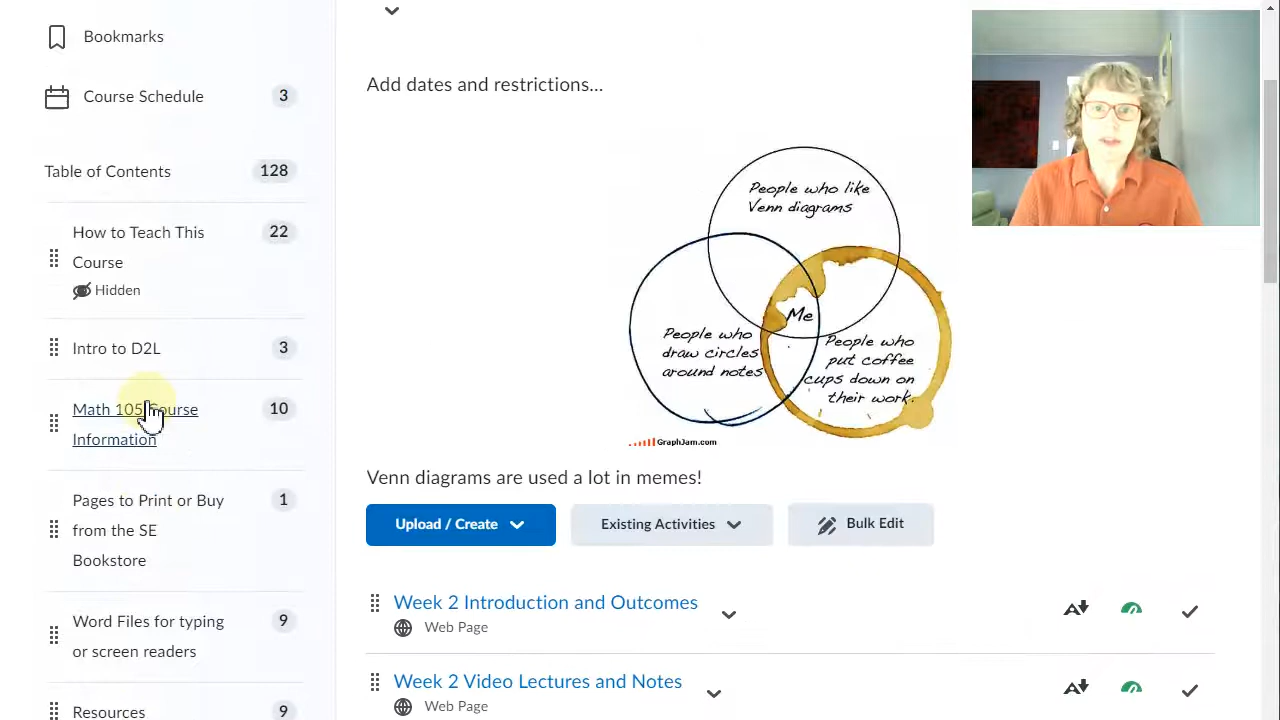 Bookmarks
Course Schedule 3
Table of Contents 128
How to Teach This
Course
22
Hidden
Intro to D2L 3
Math 105 Course
Information
10
Pages to Print or Buy
from the SE
Bookstore
1
Word Files for typing
or screen readers
9
Resources 9
Add dates and restrictions...
People who like
Venn diagrams
Me
People who
draw circles
around notes
People who
put coffee
cups down on
their work.
GraphJam.com
Venn diagrams are used a lot in memes!
Upload / Create
Existing Activities
Bulk Edit
Week 2 Introduction and Outcomes
Web Page
Week 2 Video Lectures and Notes
Web Page